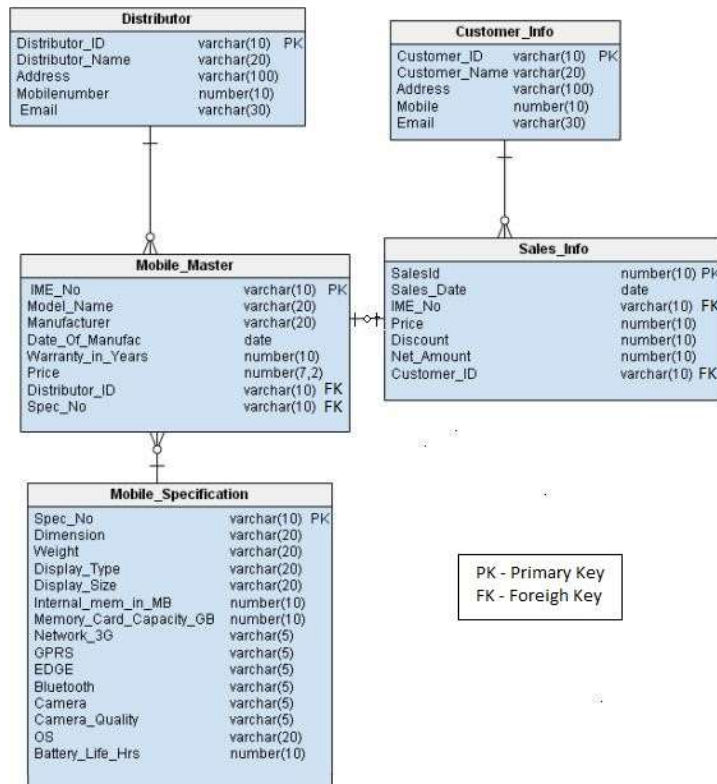 Distributor
Distributor_ID varchar(10) PK
Distributor_Name varchar(20)
Address varchar(100)
Mobilenumber number(10)
Email varchar(30)
Customer_Info
Customer_ID varchar(10) PK
Customer_Name varchar(20)
Address varchar(100)
Mobile number(10)
Email varchar(30)
Mobile_Master
IME_No varchar(10) PK
Model_Name varchar(20)
Manufacturer varchar(20)
Date_Of_Manufac date
Warranty_in_Years number(10)
Price number(7,2)
Distributor_ID varchar(10) FK
Spec_No varchar(10) FK
Sales_Info
SalesId number(10) PK
Sales_Date date
IME_No varchar(10) FK
Price number(10)
Discount number(10)
Net_Amount number(10)
Customer_ID varchar(10) FK
Mobile_Specification
Spec_No varchar(10) PK
Dimension varchar(20)
Weight varchar(20)
Display_Type varchar(20)
Display_Size varchar(20)
Internal_mem_in_MB number(10)
Memory_Card_Capacity_GB number(10)
Network_3G varchar(5)
GPRS varchar(5)
EDGE varchar(5)
Bluetooth varchar(5)
Camera varchar(5)
Camera_Quality varchar(5)
OS varchar(20)
Battery_Life_Hrs number(10)
PK - Primary Key
FK - Foreigh Key